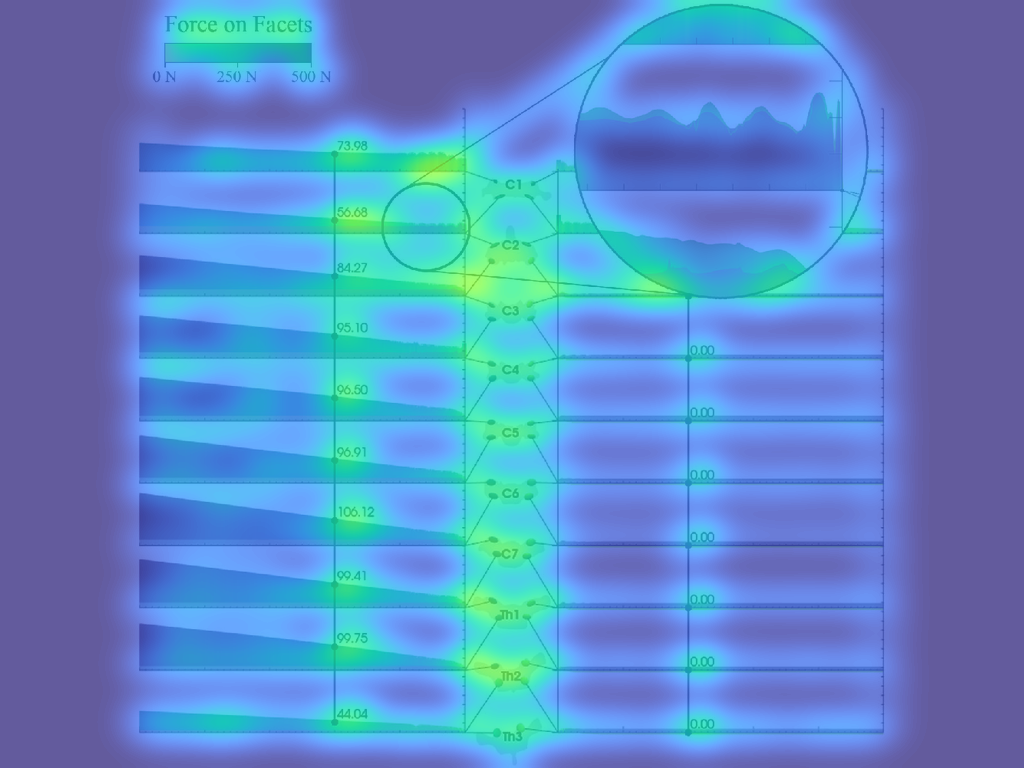 Force on Facets
0 N 250 N 500 N
73.98
C1
56.68
C2
84.27
C3
95.10
0.00
C4
96.50
0.00
C5
96.91
0.00
C6
106.12
0.00
C7
99.41
0.00
Th1
99.75
0.00
Th2
44.04
0.00
Th3